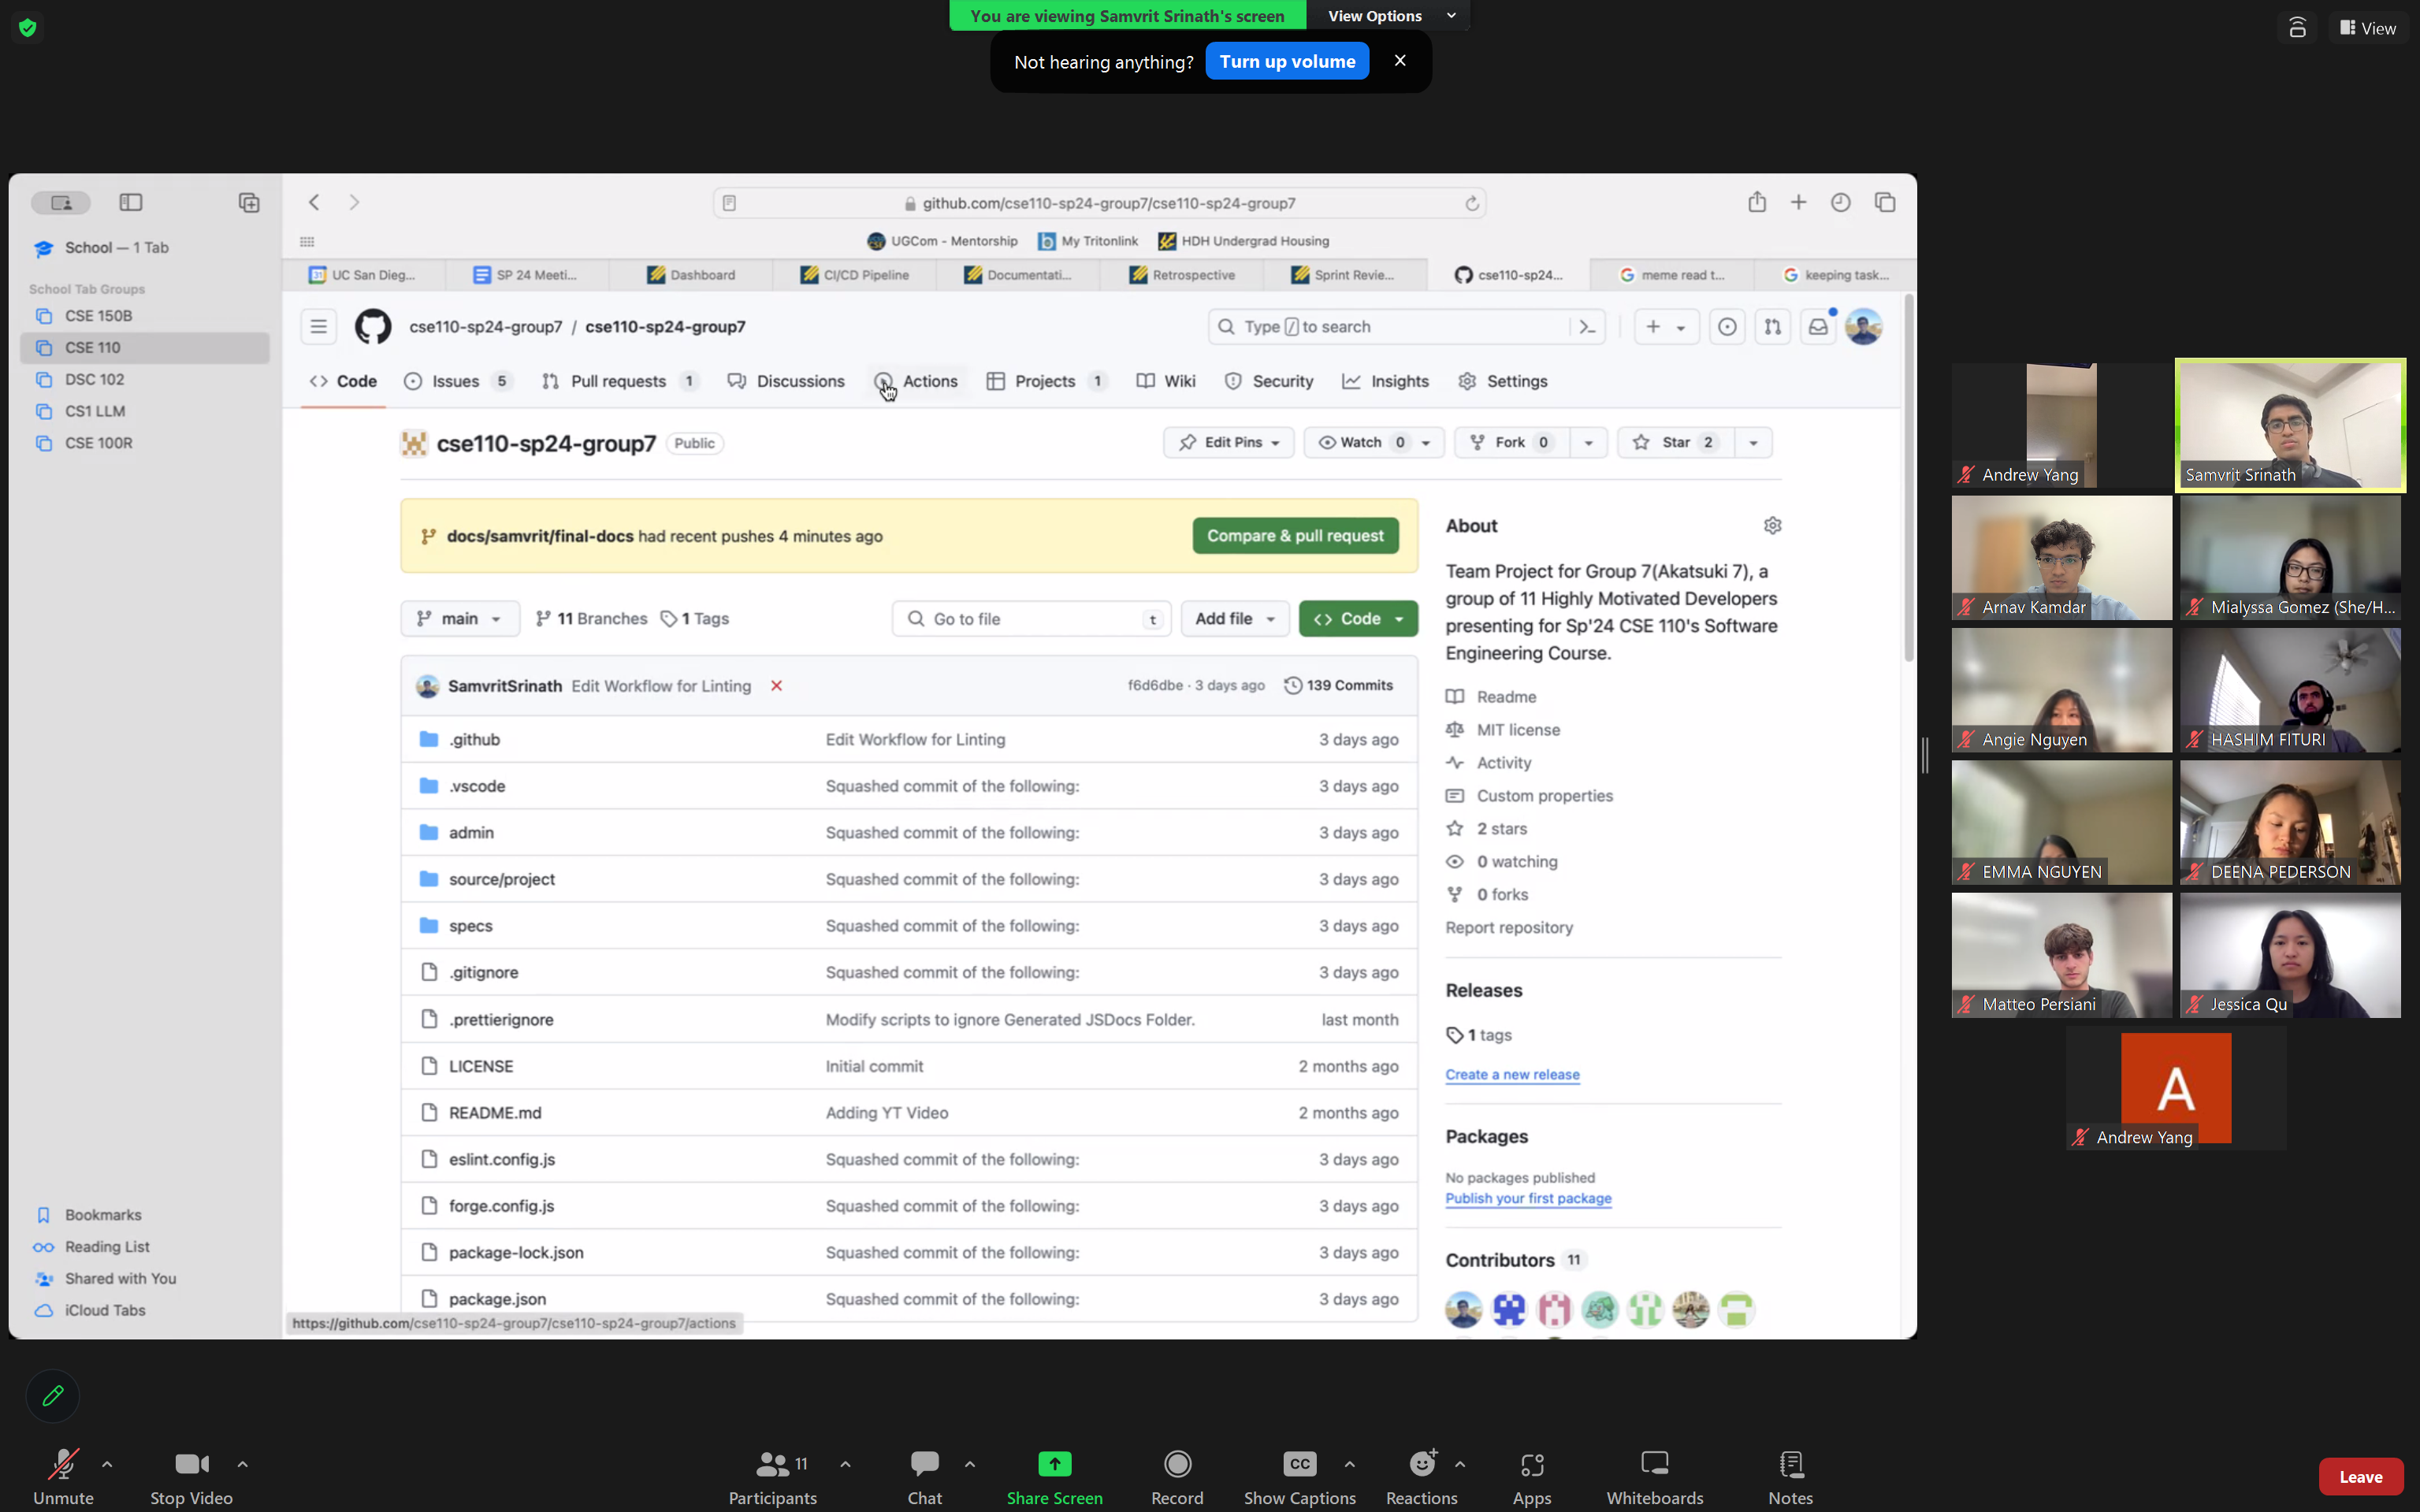 You are viewing Samvrit Srinath's screen
View Options
View
Not hearing anything?
Turn up volume
School — 1 Tab
School Tab Groups
CSE 150B
CSE 110
DSC 102
CS1 LLM
CSE 100R
Bookmarks
Reading List
Shared with You
iCloud Tabs
github.com/cse110-sp24-group7/cse110-sp24-group7
UGCom - Mentorship
My Tritonlink
HDH Undergrad Housing
UC San Dieg...
SP 24 Meeti...
Dashboard
CI/CD Pipeline
Documentati...
Retrospective
Sprint Revie...
cse110-sp24...
meme read t...
keeping task...
cse110-sp24-group7 / cse110-sp24-group7
Type / to search
Code
Issues 5
Pull requests 1
Discussions
Actions
Projects 1
Wiki
Security
Insights
Settings
cse110-sp24-group7
Public
Edit Pins
Watch 0
Fork 0
Star 2
docs/samvrit/final-docs had recent pushes 4 minutes ago
Compare & pull request
main
11 Branches
1 Tags
Go to file
t
Add file
Code
SamvritSrinath Edit Workflow for Linting
f6d6dbe · 3 days ago
139 Commits
.github Edit Workflow for Linting 3 days ago
.vscode Squashed commit of the following: 3 days ago
admin Squashed commit of the following: 3 days ago
source/project Squashed commit of the following: 3 days ago
specs Squashed commit of the following: 3 days ago
.gitignore Squashed commit of the following: 3 days ago
.prettierignore Modify scripts to ignore Generated JSDocs Folder. last month
LICENSE Initial commit 2 months ago
README.md Adding YT Video 2 months ago
eslint.config.js Squashed commit of the following: 3 days ago
forge.config.js Squashed commit of the following: 3 days ago
package-lock.json Squashed commit of the following: 3 days ago
package.json Squashed commit of the following: 3 days ago
https://github.com/cse110-sp24-group7/cse110-sp24-group7/actions
About
Team Project for Group 7(Akatsuki 7), a
group of 11 Highly Motivated Developers
presenting for Sp'24 CSE 110's Software
Engineering Course.
Readme
MIT license
Activity
Custom properties
2 stars
0 watching
0 forks
Report repository
Releases
1 tags
Create a new release
Packages
No packages published
Publish your first package
Contributors 11
Andrew Yang
Samvrit Srinath
Arnav Kamdar
Mialyssa Gomez (She/H...
Angie Nguyen
HASHIM FITURI
EMMA NGUYEN
DEENA PEDERSON
Matteo Persiani
Jessica Qu
A
Andrew Yang
Unmute
Stop Video
11
Participants
Chat
Share Screen
Record
CC
Show Captions
Reactions
Apps
Whiteboards
Notes
Leave